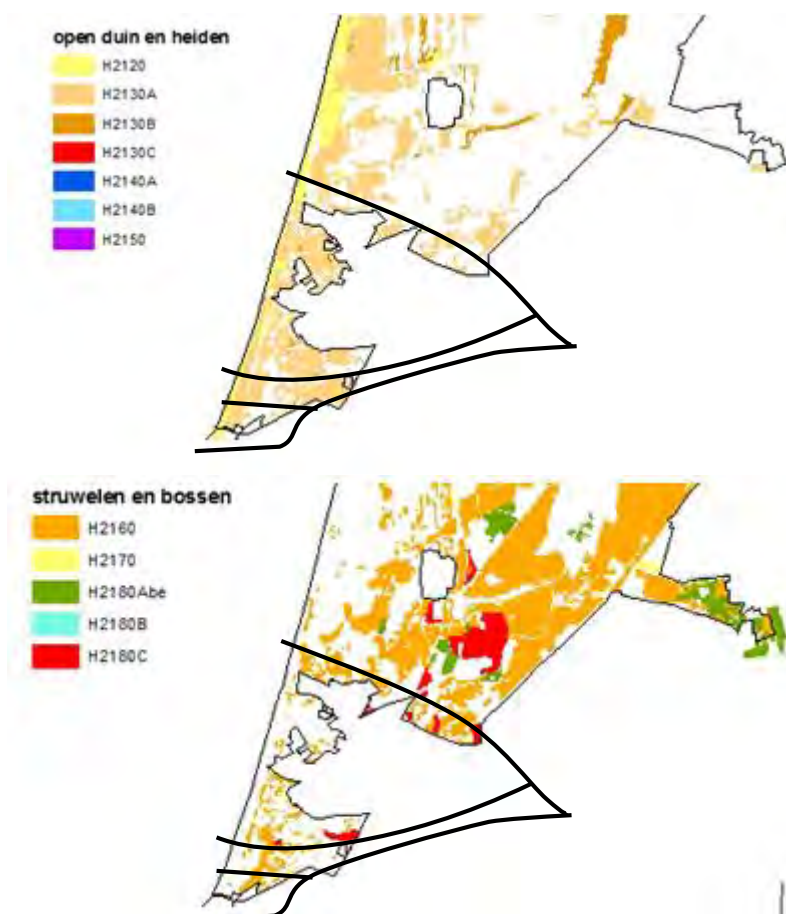 open duin en heiden
H2120
H2130A
H2130B
H2130C
H2140A
H2140B
H2150
struwelen en bossen
H2160
H2170
H2180Abe
H2180B
H2180C